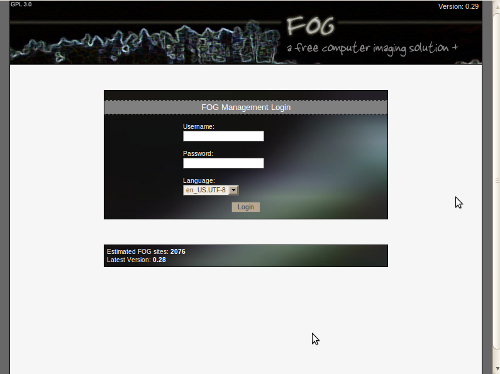 GPL 3.0
Version: 0.29
FOG
a free computer imaging solution +
FOG Management Login
Username:
Password:
Language:
en_US.UTF-8
Login
Estimated FOG sites: 2076
Latest Version: 0.28